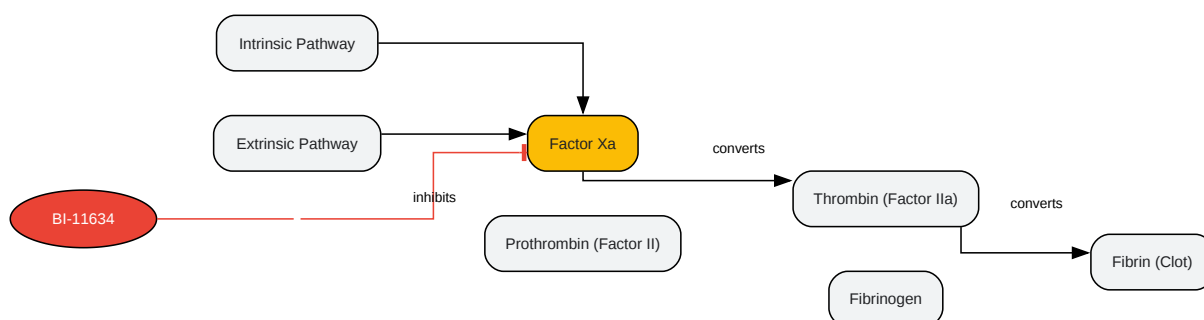 Intrinsic Pathway
Extrinsic Pathway
Factor Xa
converts
Thrombin (Factor IIa)
inhibits
converts
BI-11634
Prothrombin (Factor II)
Fibrin (Clot)
Fibrinogen